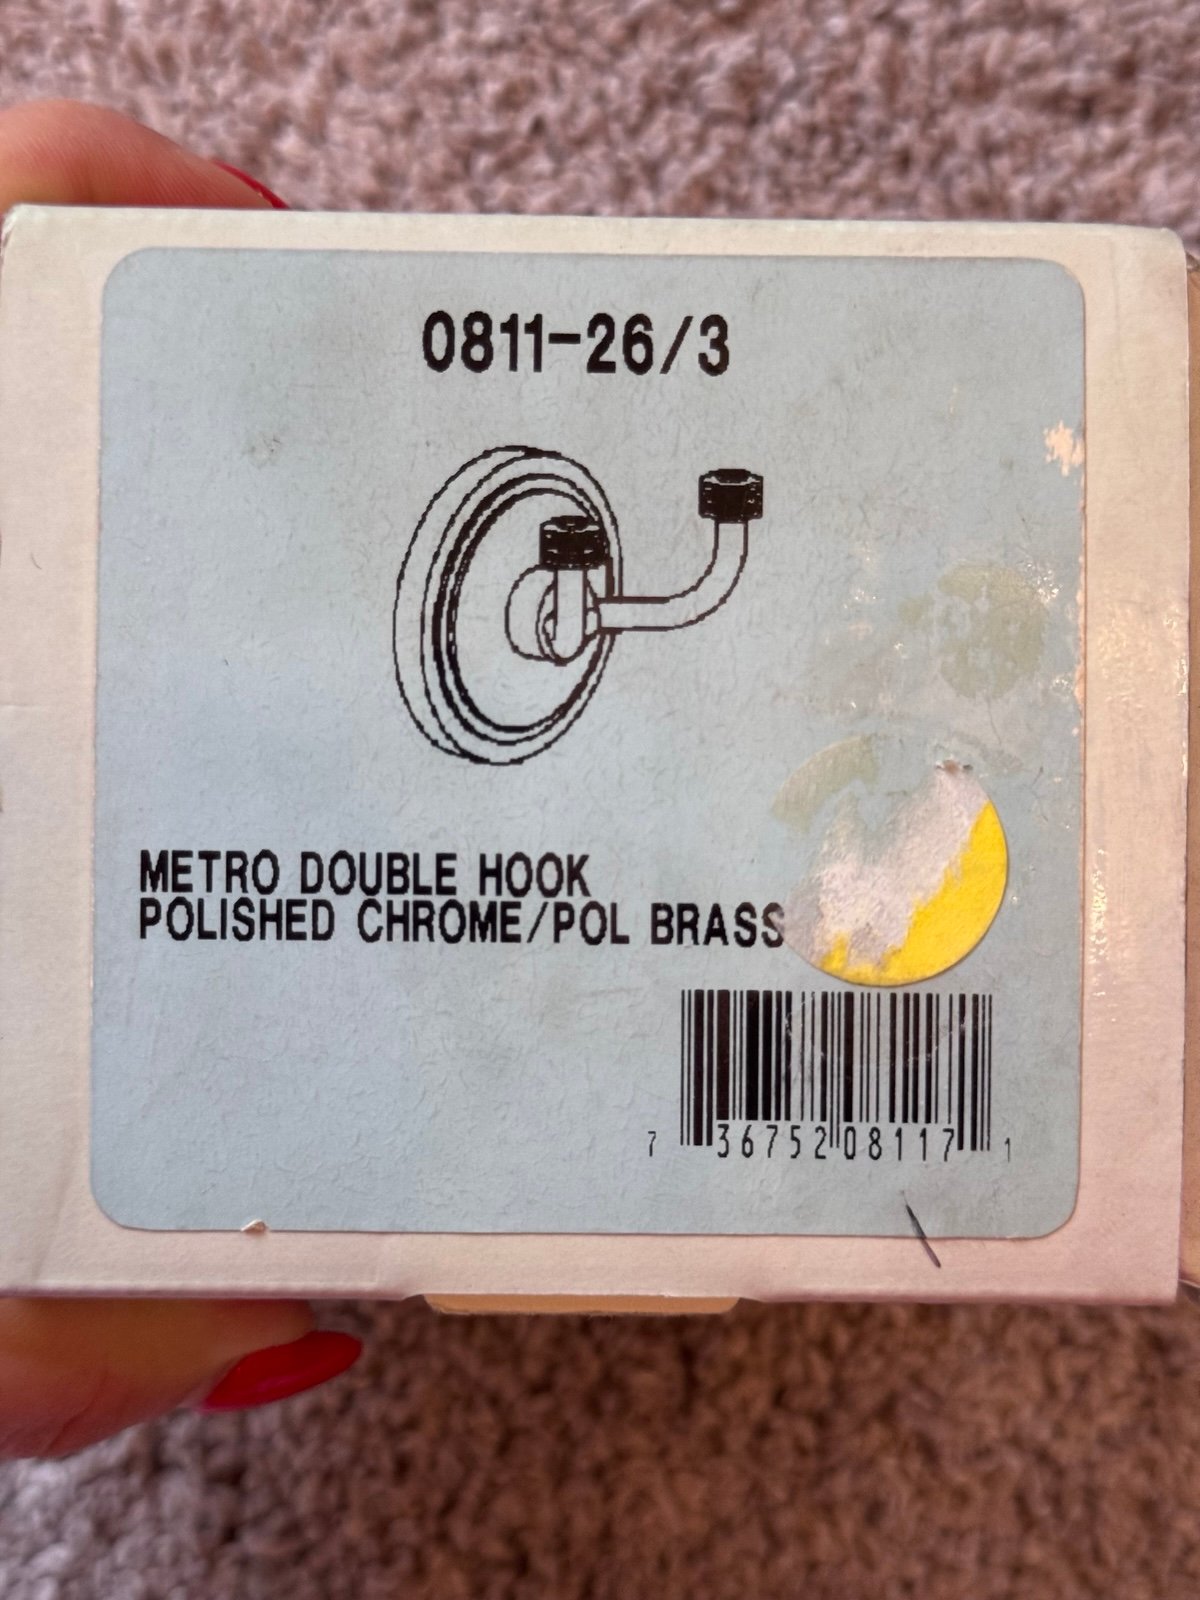 0811-26/3
METRO DOUBLE HOOK
POLISHED CHROME/POL BRASS
7 36752 08117 1